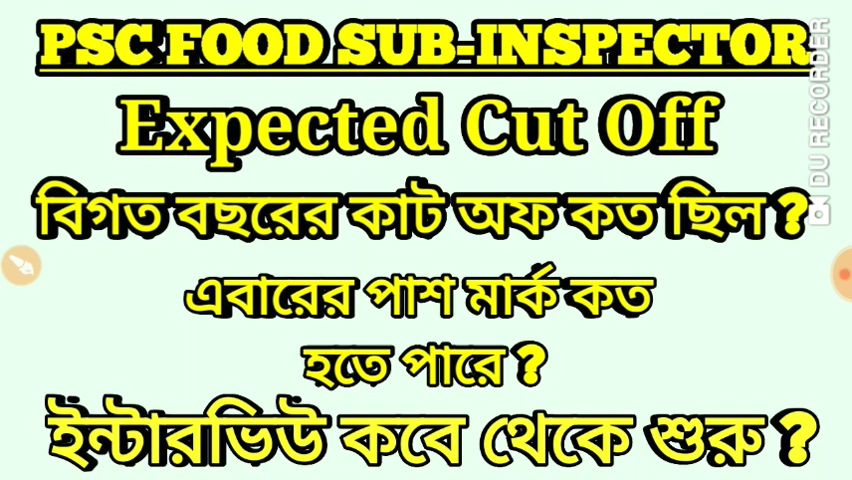 PSC FOOD SUB-INSPECTOR
Expected Cut Off
বিগত বছরের কাট অফ কত ছিল ?
এবারের পাশ মার্ক কত
হতে পারে ?
ইন্টারভিউ কবে থেকে শুরু ?
DU RECORDER